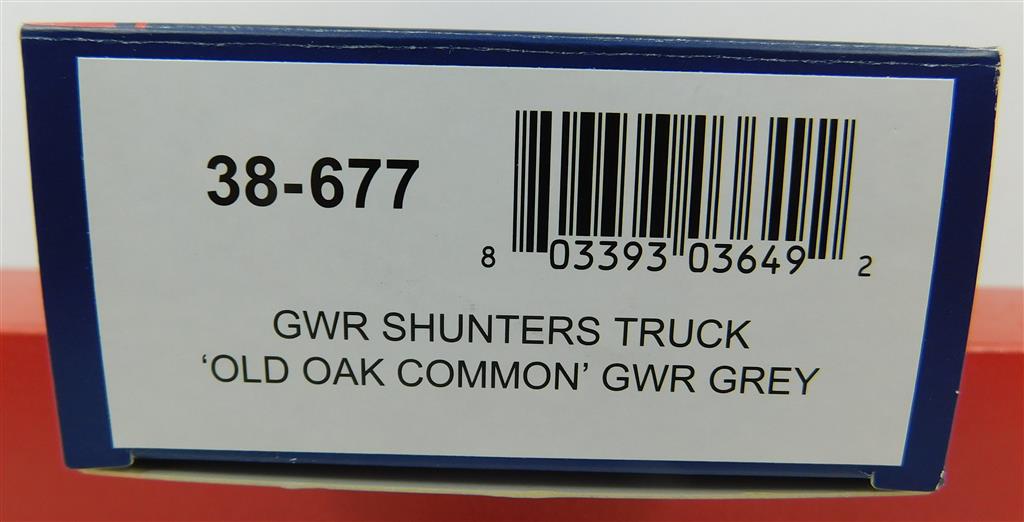 38-677
8 03393 03649 2
GWR SHUNTERS TRUCK
‘OLD OAK COMMON’ GWR GREY